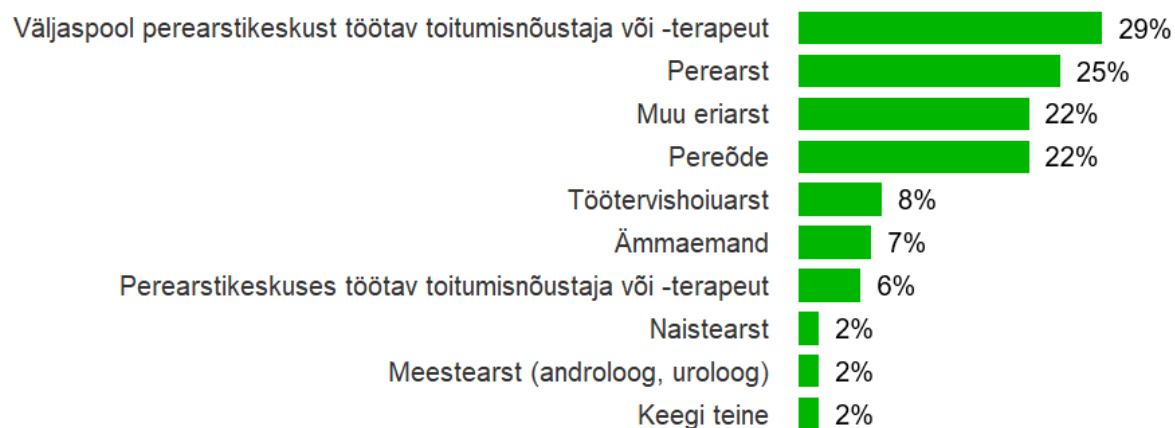 Väljaspool perearstikeskust töötav toitumisnõustaja või -terapeut 29%
Perearst 25%
Muu eriarst 22%
Pereõde 22%
Töötervishoiuarst 8%
Ämmaemand 7%
Perearstikeskuses töötav toitumisnõustaja või -terapeut 6%
Naistearst 2%
Meestearst (androloog, uroloog) 2%
Keegi teine 2%